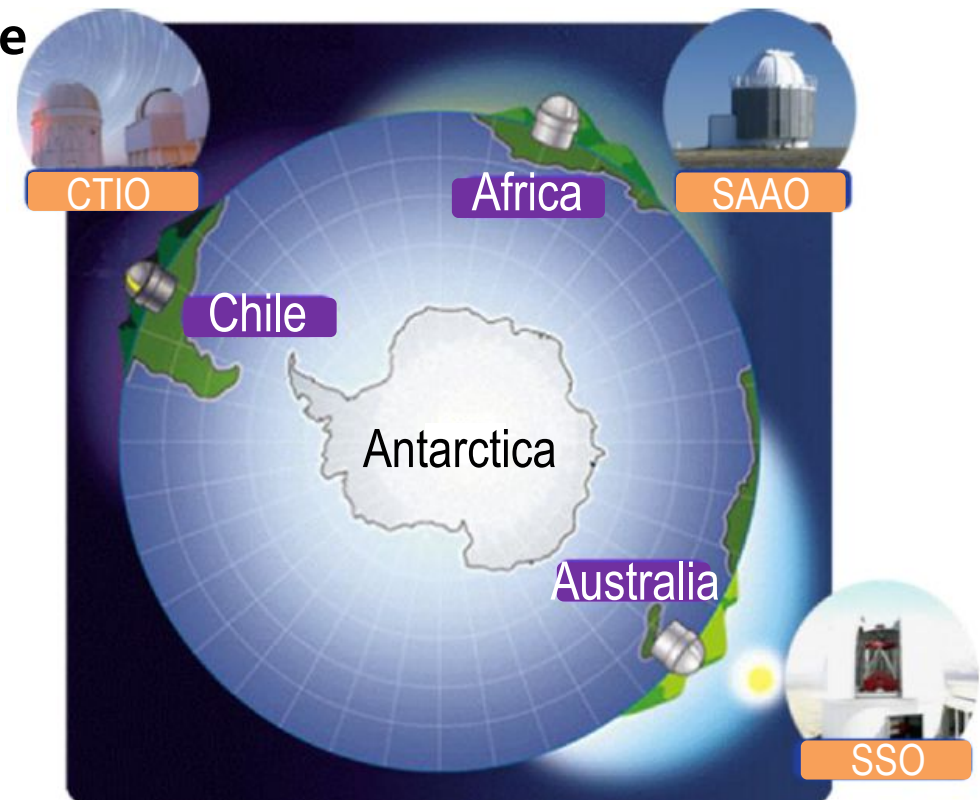 e
CTIO
SAAO
Africa
Chile
Antarctica
Australia
SSO